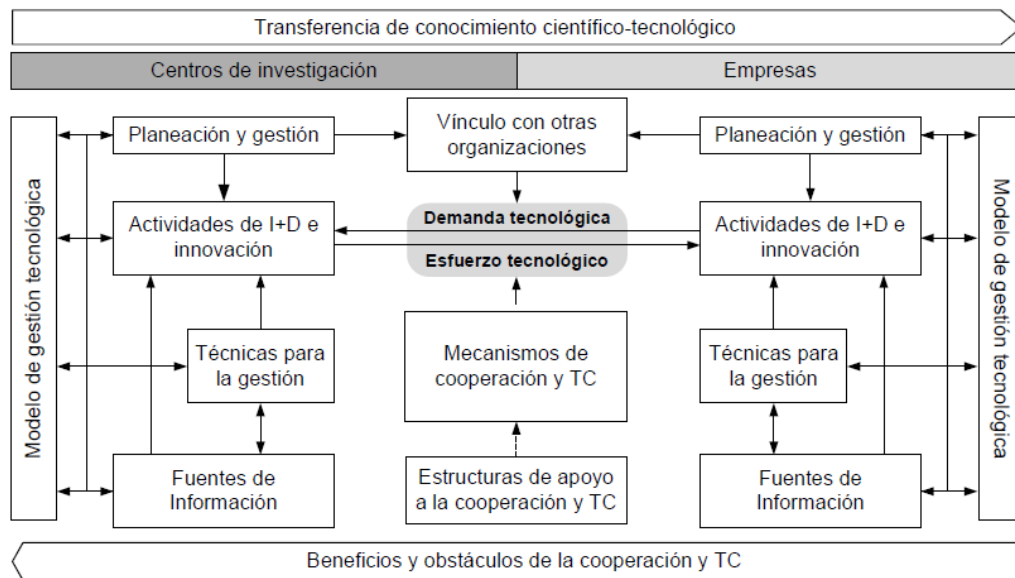 Transferencia de conocimiento científico-tecnológico
Centros de investigación
Empresas
Modelo de gestión tecnológica
Planeación y gestión
Vínculo con otras
organizaciones
Planeación y gestión
Modelo de gestión tecnológica
Actividades de I+D e
innovación
Demanda tecnológica
Esfuerzo tecnológico
Actividades de I+D e
innovación
Técnicas para
la gestión
Mecanismos de
cooperación y TC
Técnicas para
la gestión
Fuentes de
Información
Estructuras de apoyo
a la cooperación y TC
Fuentes de
Información
Beneficios y obstáculos de la cooperación y TC